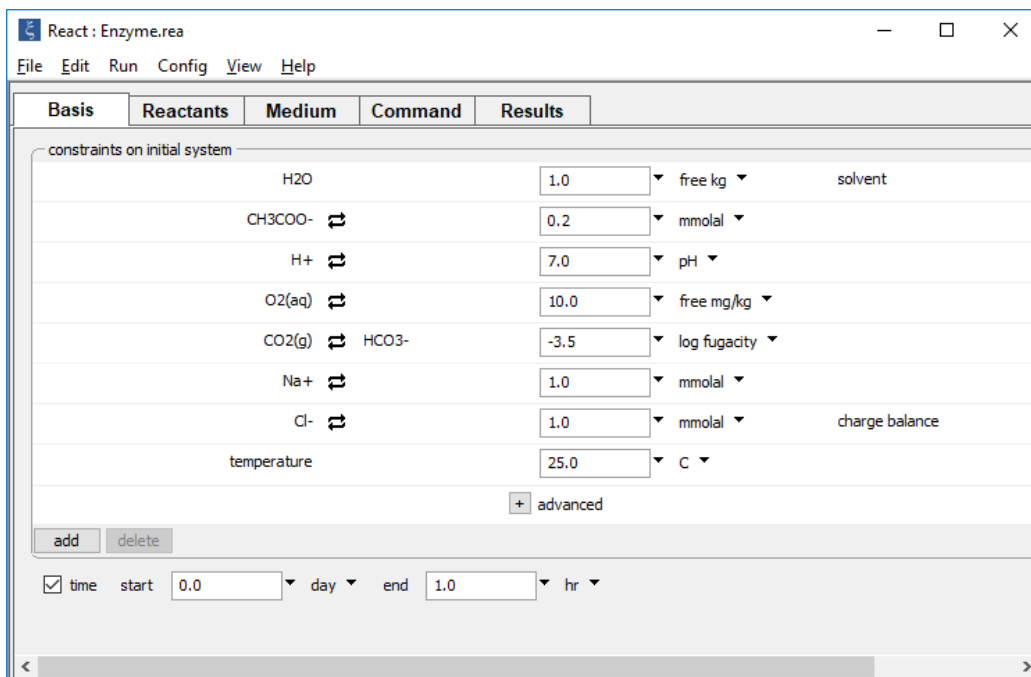 React : Enzyme.rea
File Edit Run Config View Help
Basis Reactants Medium Command Results
constraints on initial system
H2O 1.0 free kg solvent
CH3COO- 0.2 mmolal
H+ 7.0 pH
O2(aq) 10.0 free mg/kg
CO2(g) HCO3- -3.5 log fugacity
Na+ 1.0 mmolal
Cl- 1.0 mmolal charge balance
temperature 25.0 C
+ advanced
add delete
time start 0.0 day end 1.0 hr